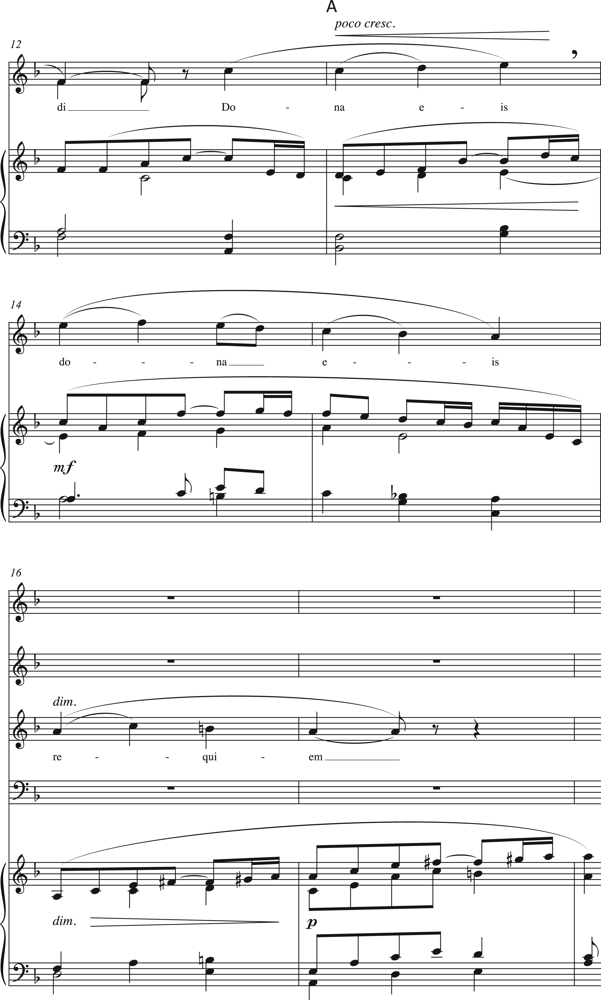 A
poco cresc.
12
di Do - na e - is
14
mf
do - - - na e - - - is
16
dim.
re - - qui - em
dim.
p